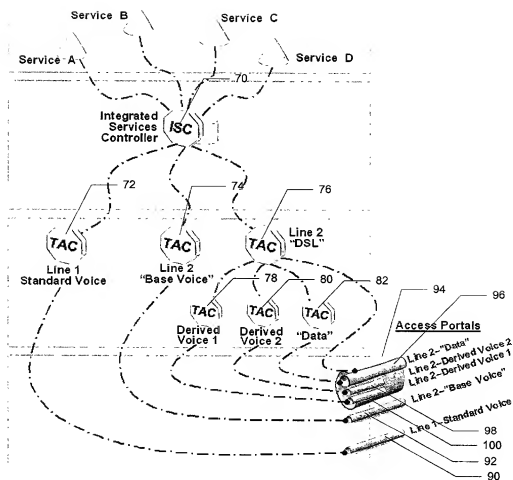 Service B
Service C
Service A
Service D
70
Integrated
Services
Controller
ISC
72
74
76
TAC
TAC
TAC
Line 2
"DSL"
Line 1
Standard Voice
Line 2
"Base Voice"
78
80
82
TAC
TAC
TAC
Derived
Voice 1
Derived
Voice 2
"Data"
94
96
Access Portals
Line 2-"Data"
Line 2-Derived Voice 2
Line 2-Derived Voice 1
Line 2-"Base Voice"
Line 1-Standard Voice
98
100
92
90